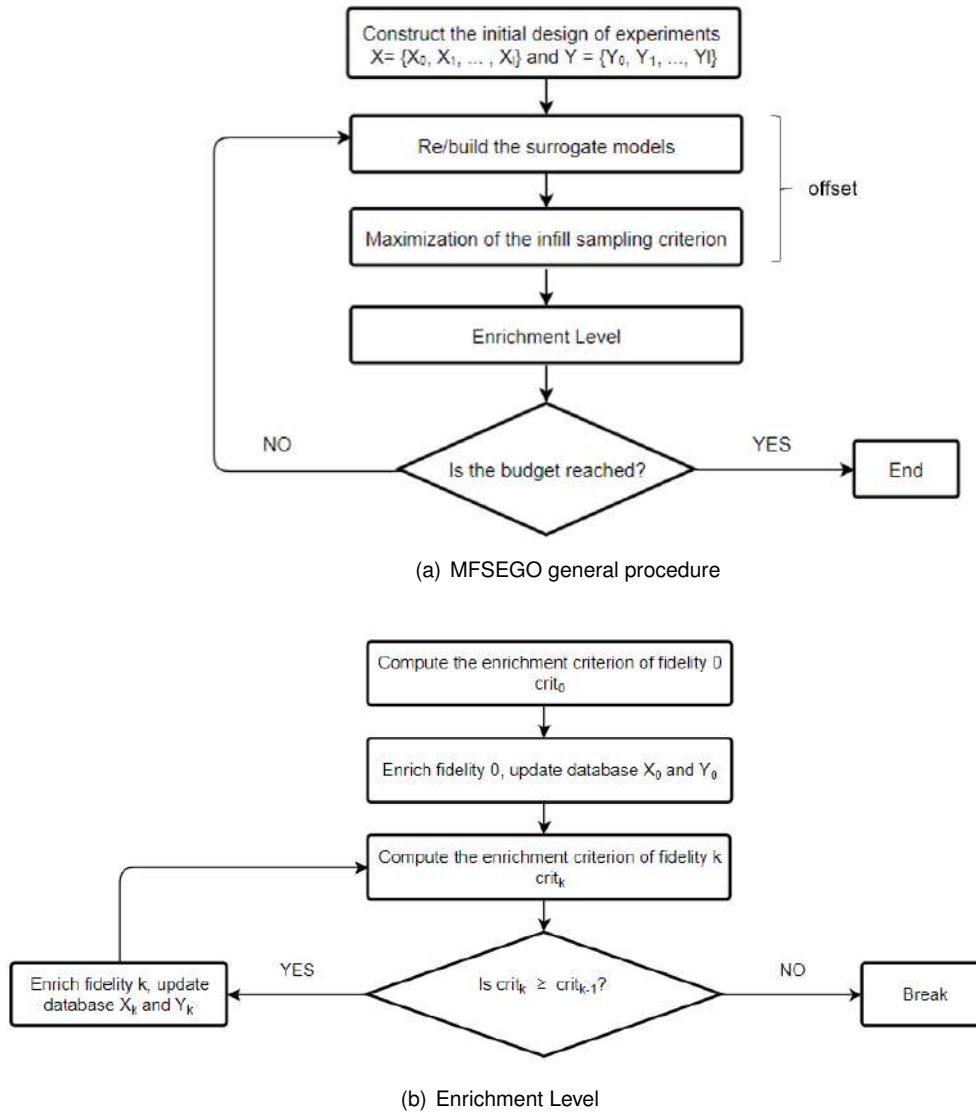 Construct the initial design of experiments
X= {X₀, X₁, ... , Xₗ} and Y = {Y₀, Y₁, ..., Yl}
Re/build the surrogate models
offset
Maximization of the infill sampling criterion
Enrichment Level
NO
YES
Is the budget reached?
End
(a) MFSEGO general procedure
Compute the enrichment criterion of fidelity 0
crit₀
Enrich fidelity 0, update database X₀ and Y₀
Compute the enrichment criterion of fidelity k
critₖ
YES
NO
Enrich fidelity k, update
database Xₖ and Yₖ
Is critₖ ≥ critₖ₋₁?
Break
(b) Enrichment Level